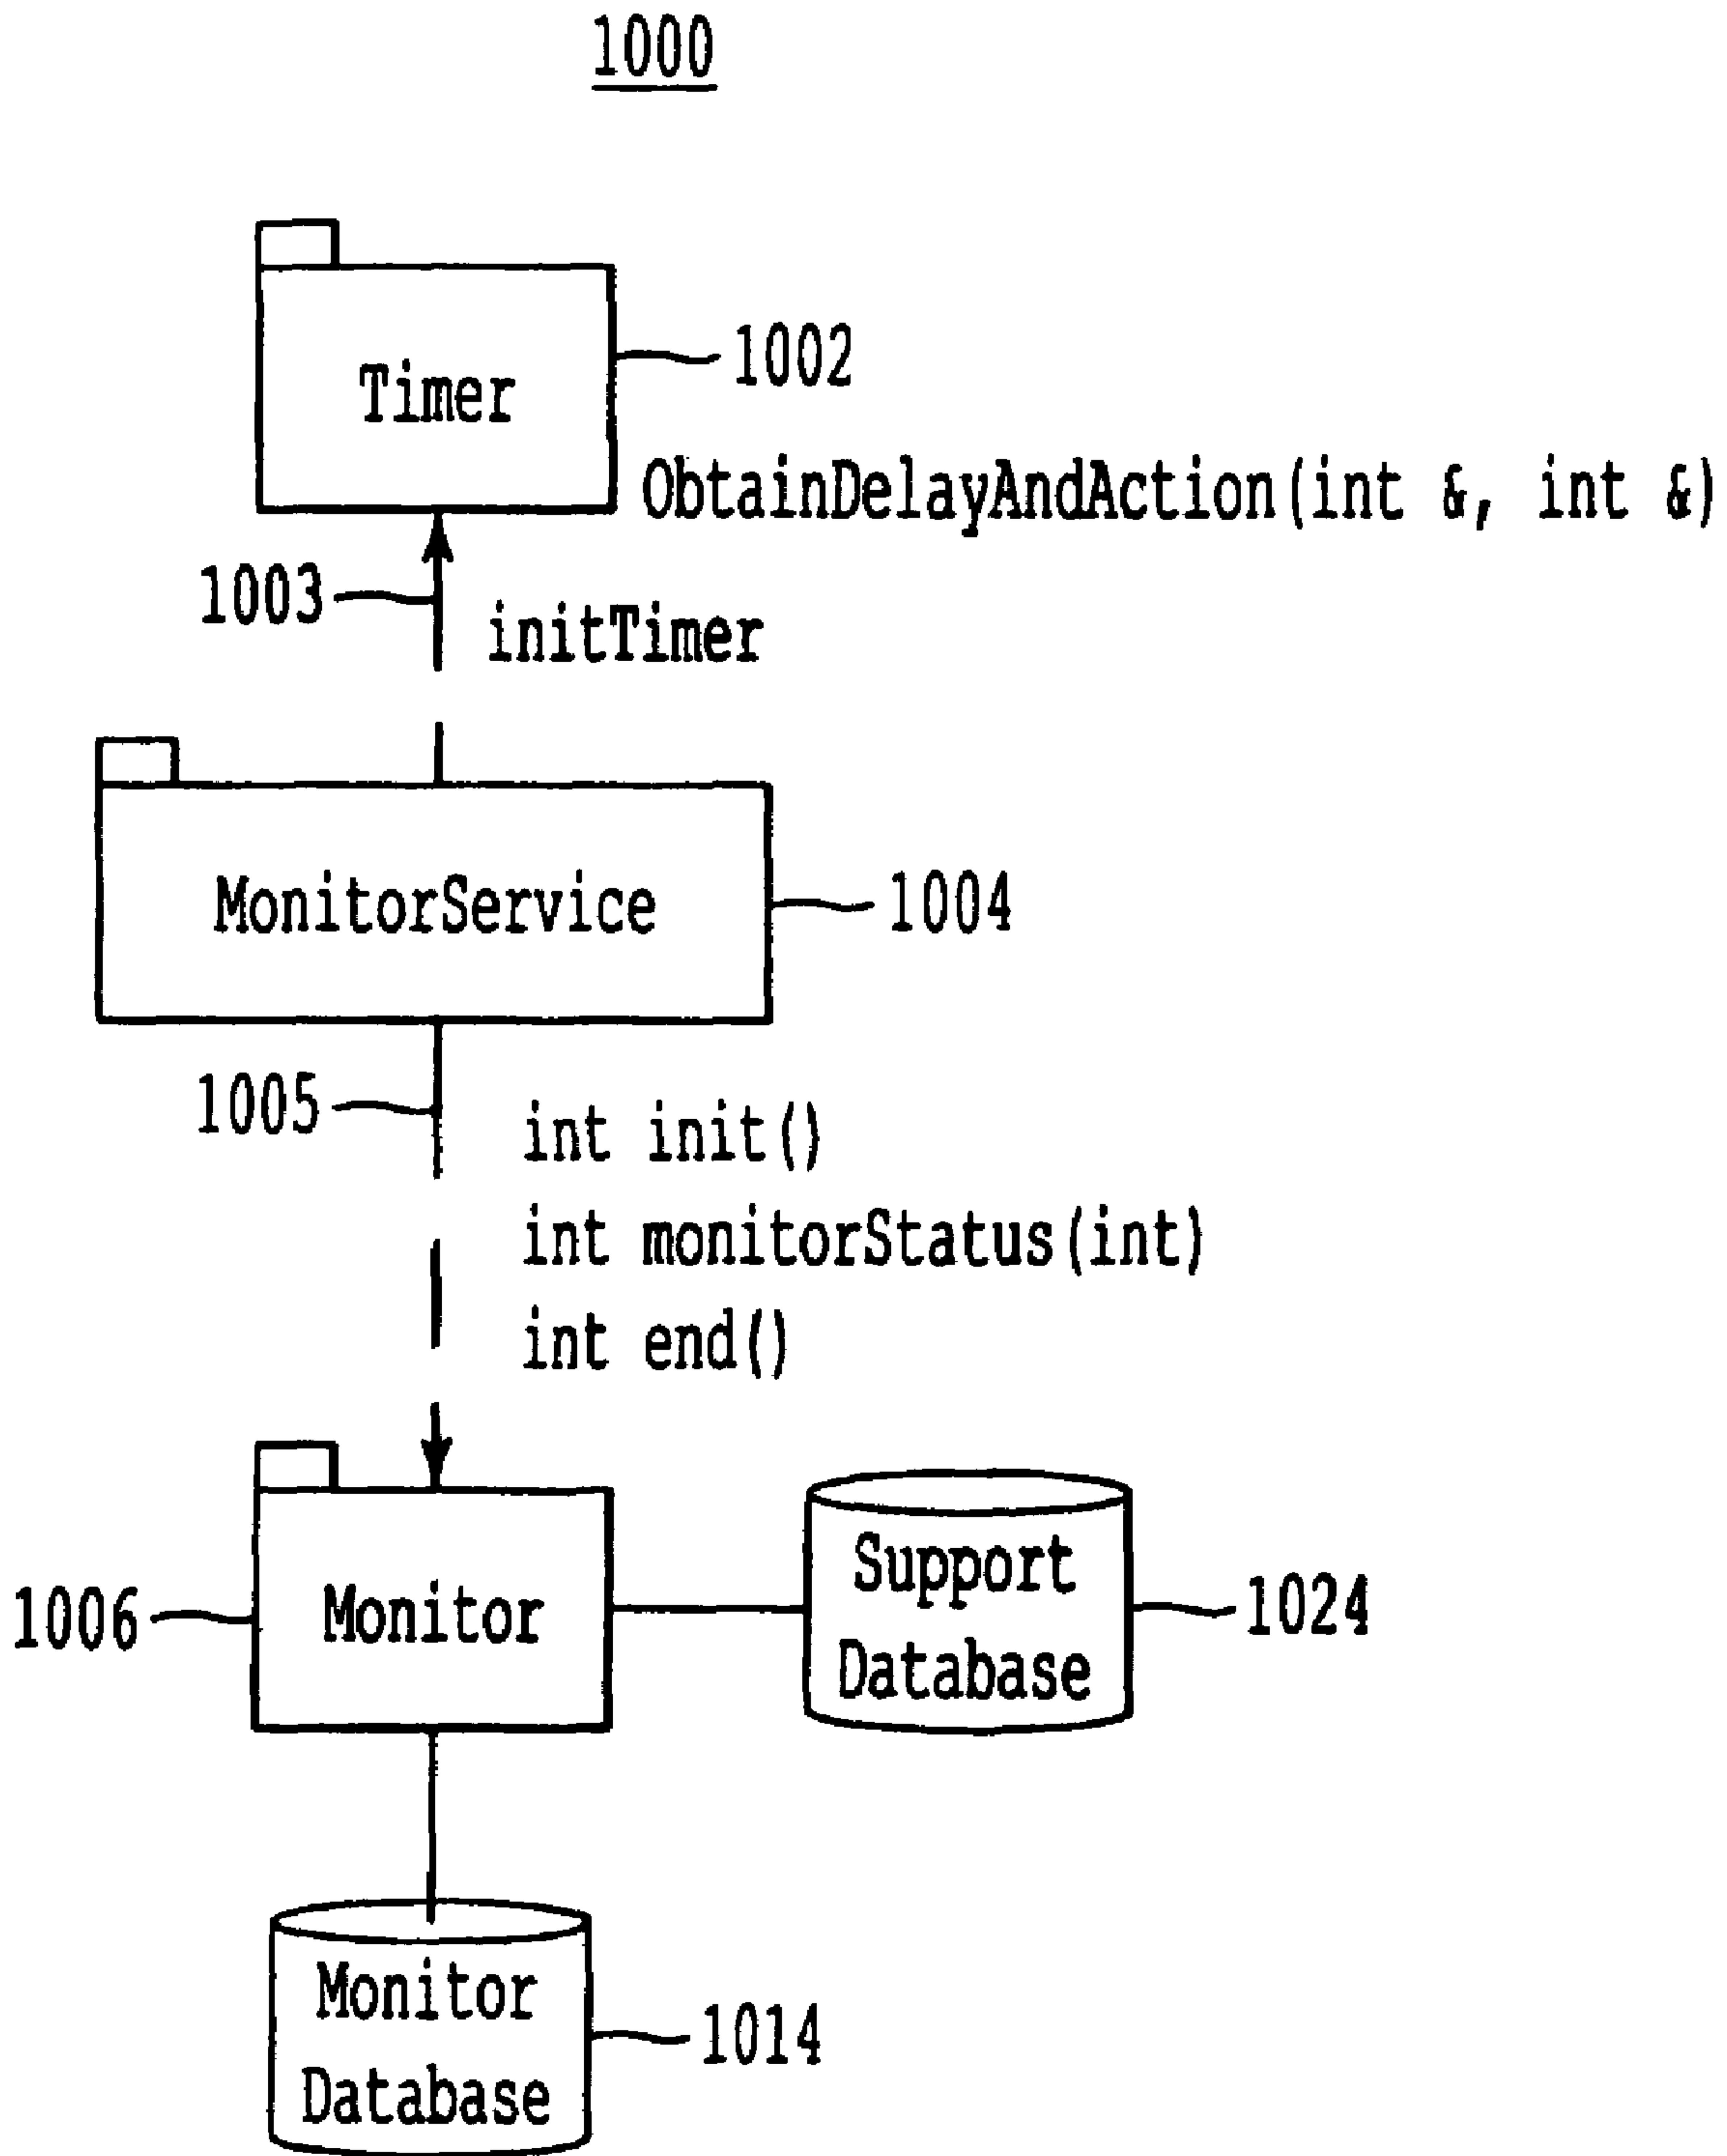 1000
Timer
1002
ObtainDelayAndAction(int &, int &)
1003
initTimer
MonitorService
1004
1005
int init()
int monitorStatus(int)
int end()
1006
Monitor
Support
Database
1024
Monitor
Database
1014